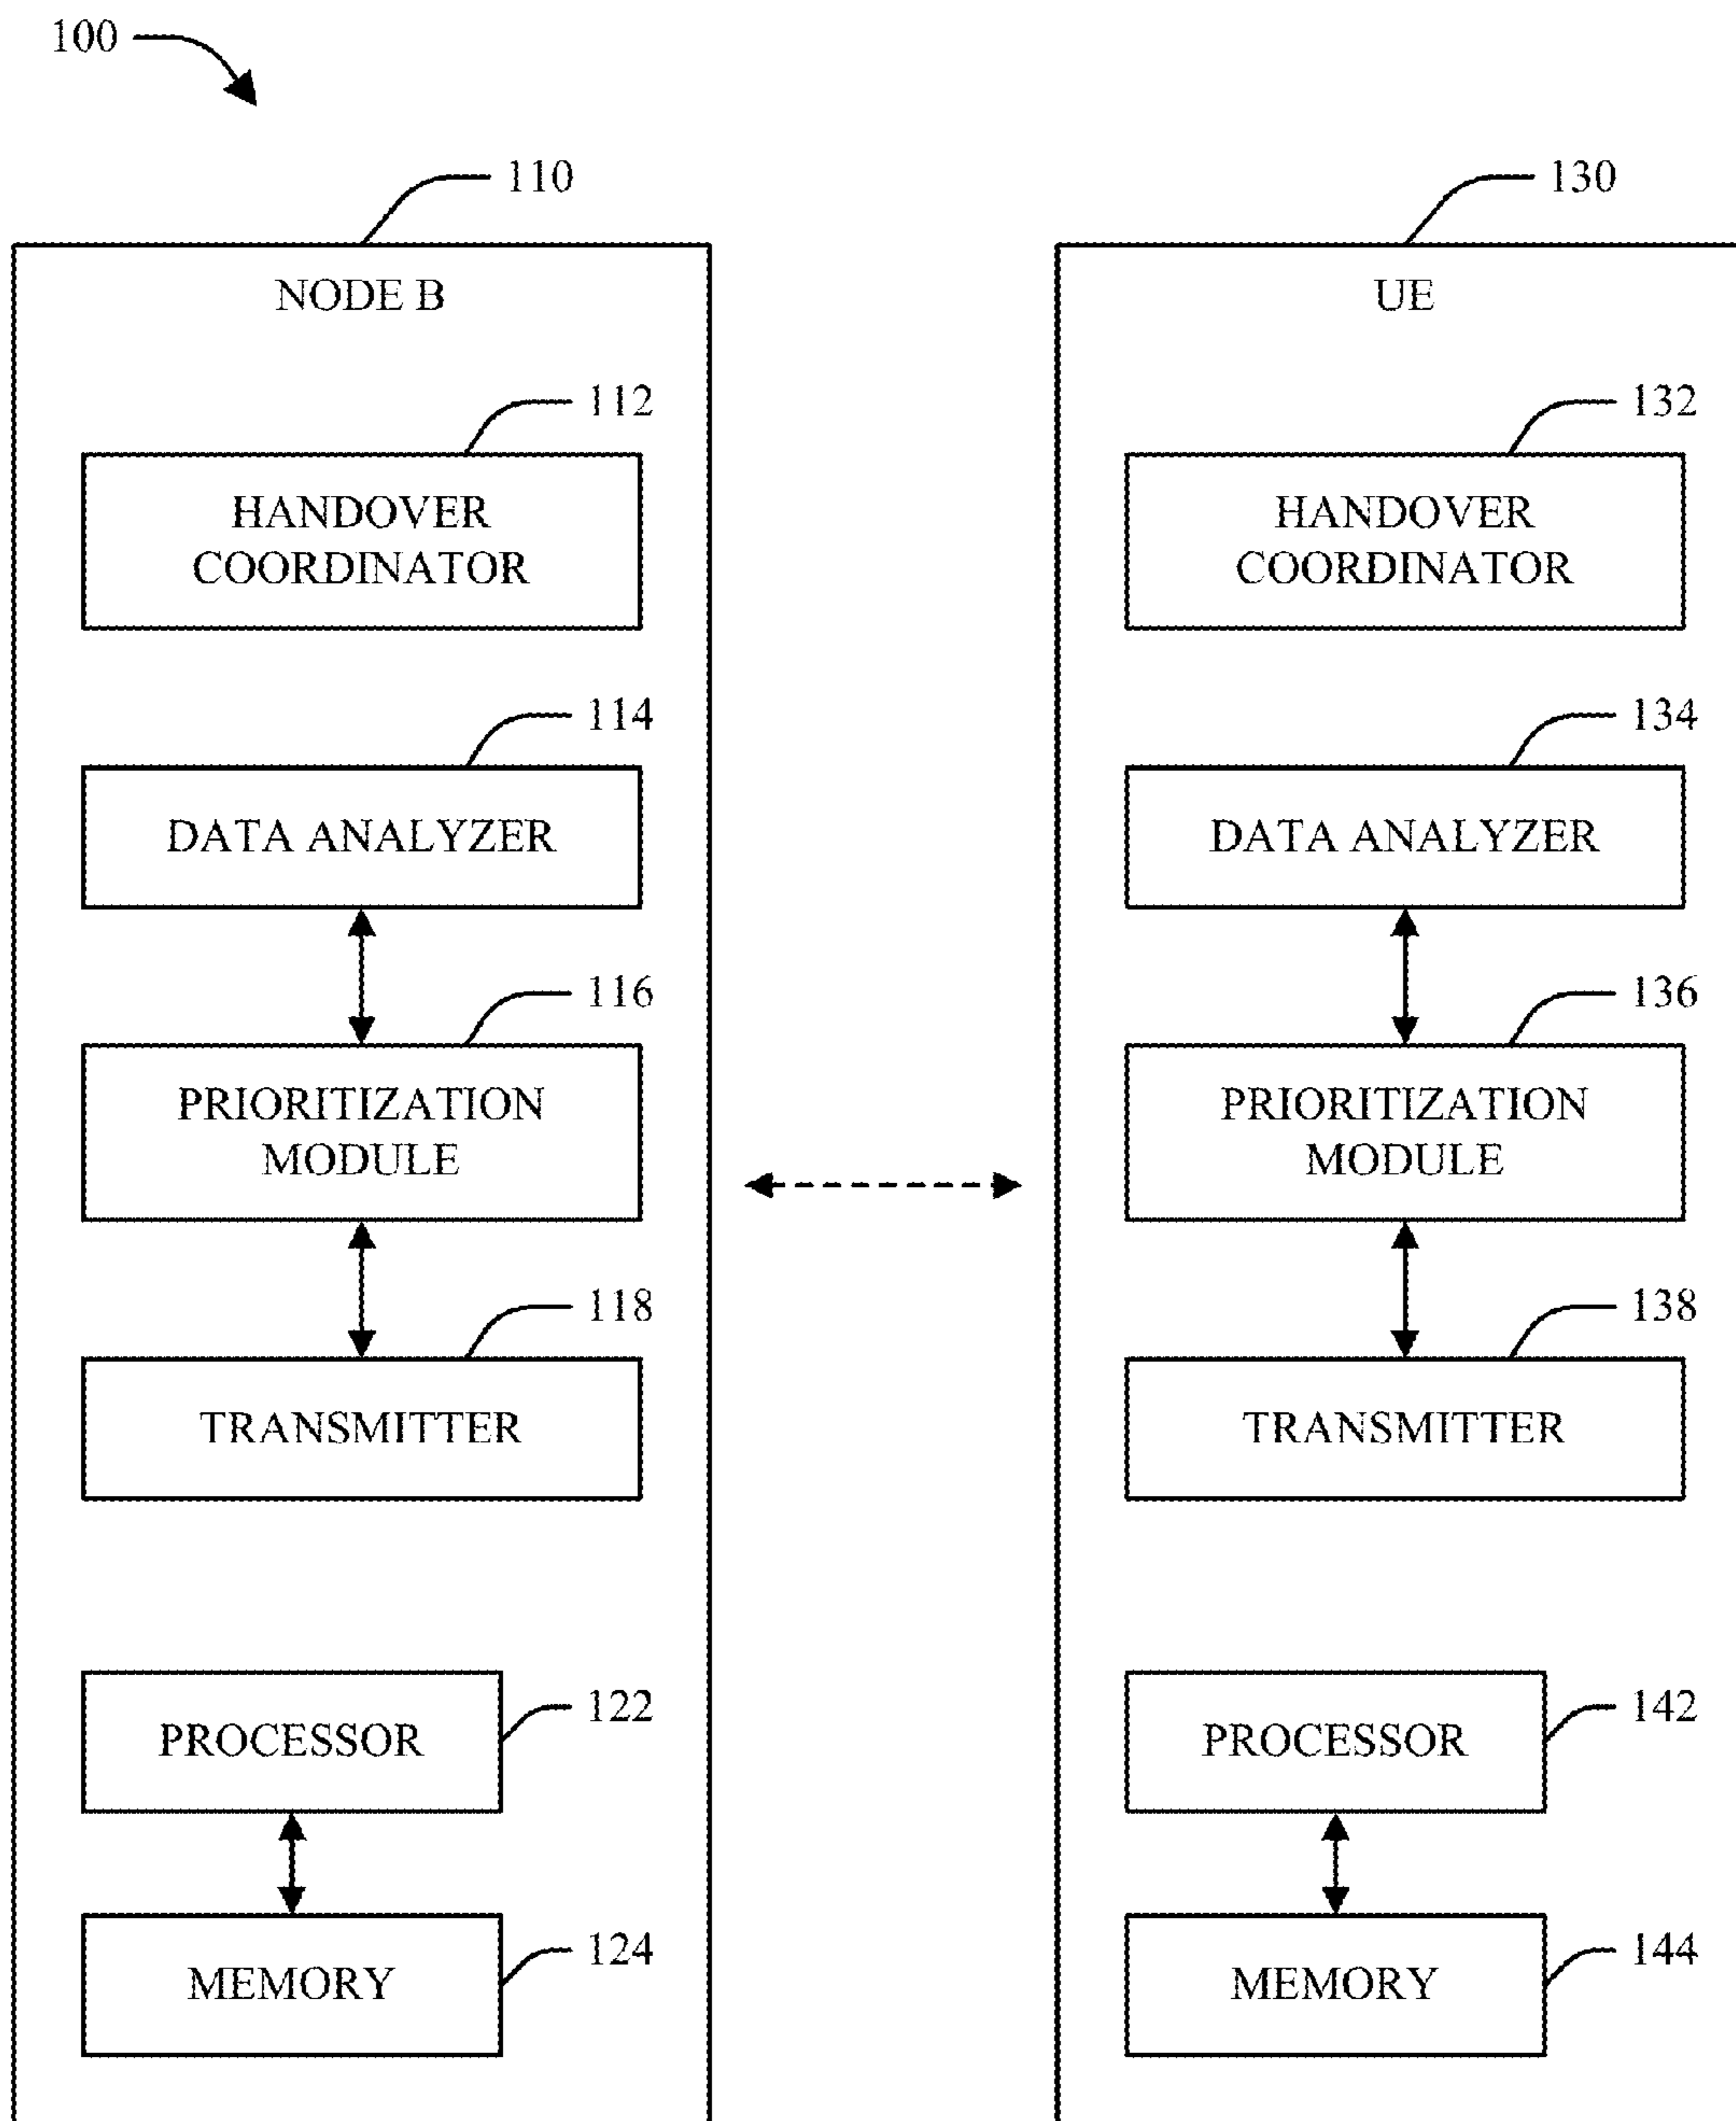 100
110
130
NODE B
UE
112
132
HANDOVER
COORDINATOR
HANDOVER
COORDINATOR
114
134
DATA ANALYZER
DATA ANALYZER
116
136
PRIORITIZATION
MODULE
PRIORITIZATION
MODULE
118
138
TRANSMITTER
TRANSMITTER
122
142
PROCESSOR
PROCESSOR
124
144
MEMORY
MEMORY